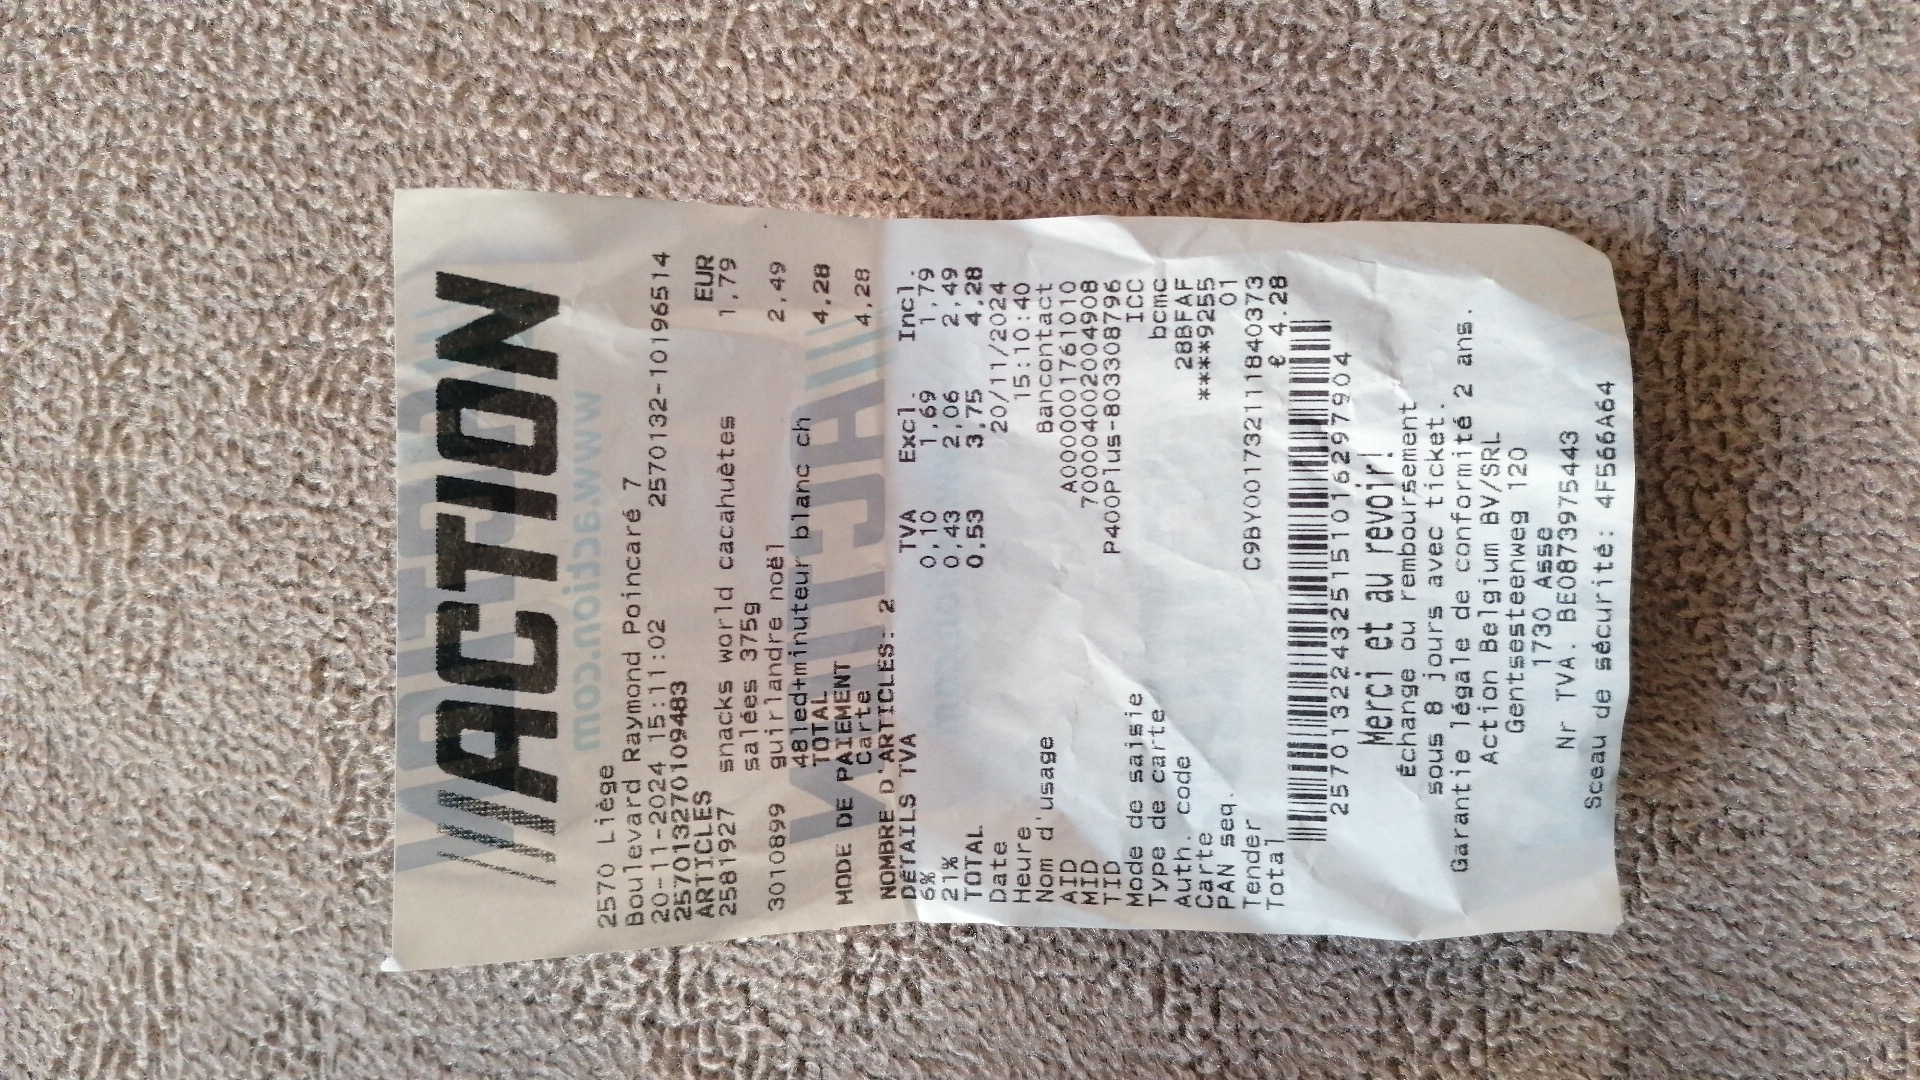 ACTION
www.action.com
2570 Liège
Boulevard Raymond Poincaré 7
20-11-2024 15:11:02 2570132-10196514
257013270109483
ARTICLES EUR
2581927 snacks world cacahuètes 1,79
salées 375g
3010899 guirlandre noël 2,49
48led+minuteur blanc ch
TOTAL 4,28
MODE DE PAIEMENT
Carte 4,28
NOMBRE D'ARTICLES: 2
DÉTAILS TVA TVA Excl. Incl.
6% 0,10 1,69 1,79
21% 0,43 2,06 2,49
TOTAL 0,53 3,75 4,28
Date 20/11/2024
Heure 15:10:40
Nom d'usage Bancontact
AID A0000001761010
MID 700004002004908
TID P400Plus-803308796
Mode de saisie ICC
Type de carte bcmc
Auth. code 28BFAF
Carte *****9255
PAN seq. 01
Tender C9BY001732111840373
Total € 4.28
257013224325151016297904
Merci et au revoir!
Échange ou remboursement
sous 8 jours avec ticket.
Garantie légale de conformité 2 ans.
Action Belgium BV/SRL
Gentsesteenweg 120
1730 Asse
Nr TVA. BE0873975443
Sceau de sécurité: 4F566A64